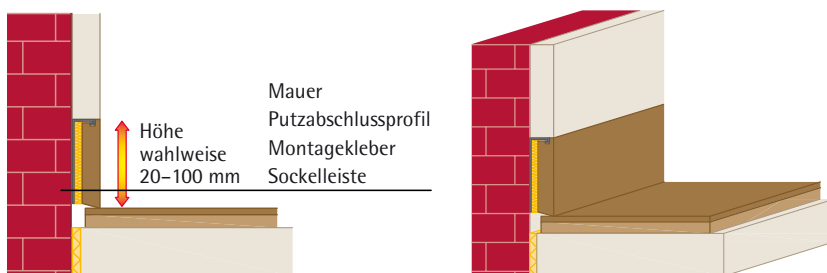 Höhe
wahlweise
20–100 mm
Mauer
Putzabschlussprofil
Montagekleber
Sockelleiste